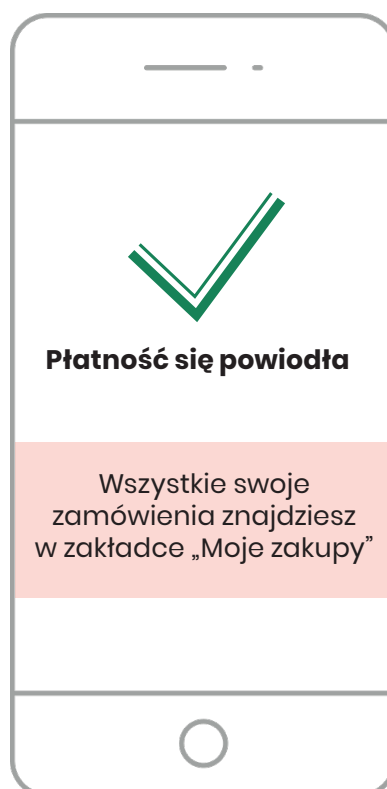 Płatność się powiodła
Wszystkie swoje
zamówienia znajdziesz
w zakładce „Moje zakupy”